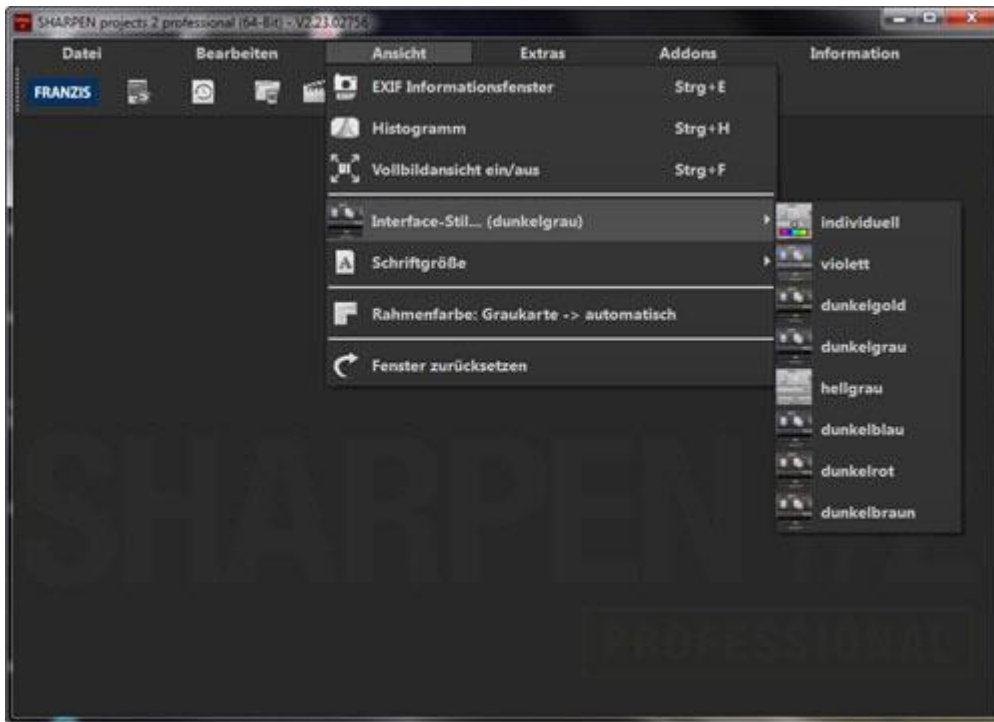 SHARPEN projects 2 professional (64-Bit) - V2.23.02756
Datei Bearbeiten Ansicht Extras Addons Information
FRANZIS
EXIF Informationsfenster Strg+E
Histogramm Strg+H
Vollbildansicht ein/aus Strg+F
Interface-Stil... (dunkelgrau)
Schriftgröße
Rahmenfarbe: Graukarte -> automatisch
Fenster zurücksetzen
individuell
violett
dunkelgold
dunkelgrau
hellgrau
dunkelblau
dunkelrot
dunkelbraun
SHARPEN #2
PROFESSIONAL